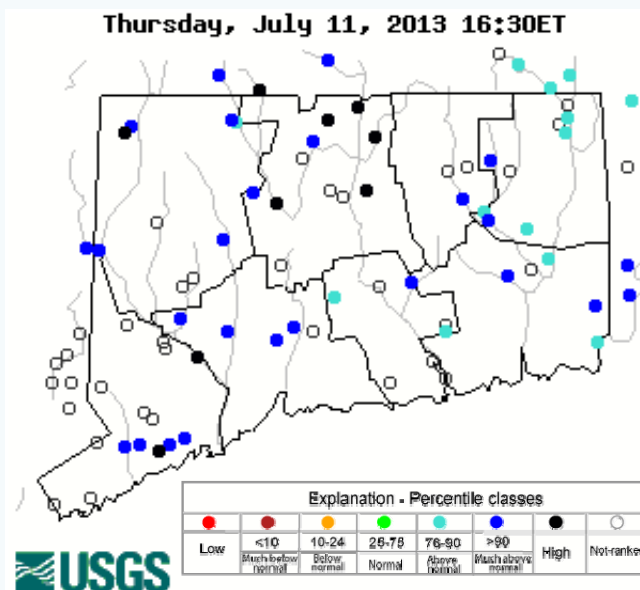 Thursday, July 11, 2013 16:30ET
Explanation - Percentile classes
Low <10 10-24 25-75 76-90 >90 High Not-ranked
Much below normal Below normal Normal Above normal Much above normal
USGS